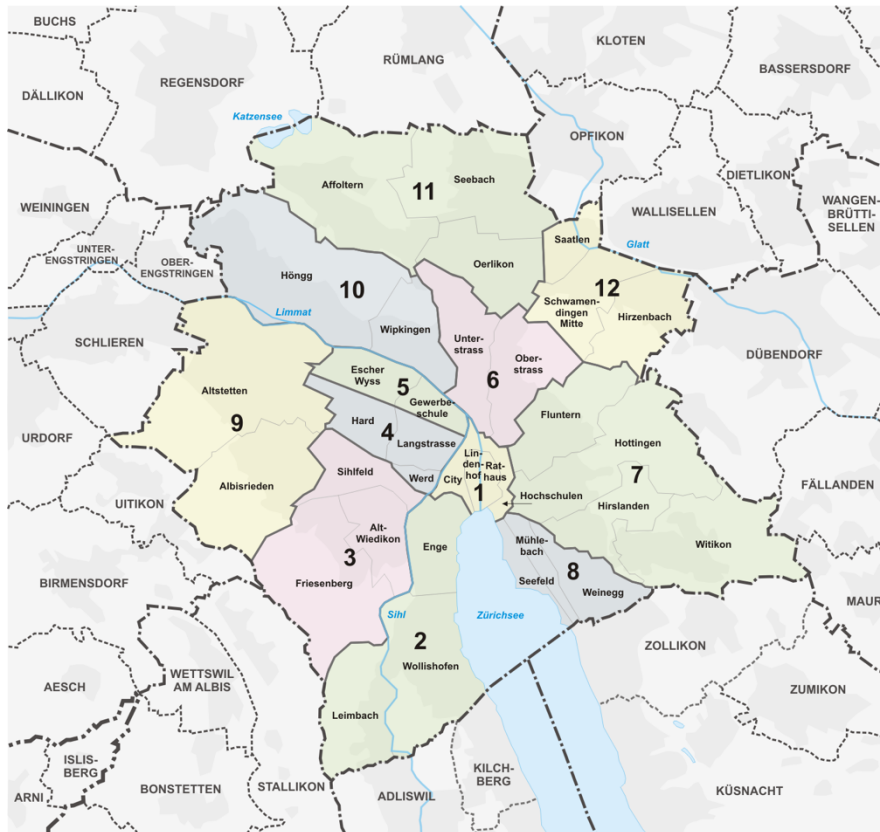 BUCHS
KLOTEN
RÜMLANG
BASSERSDORF
REGENSDORF
DÄLLIKON
Katzensee
OPFIKON
DIETLIKON
Affoltern
Seebach
11
WEININGEN
WALLISELLEN
WANGEN-
BRÜTTI-
SELLEN
Saatlen
Glatt
UNTER-
ENGSTRINGEN
OBER-
ENGSTRINGEN
Oerlikon
Höngg
10
12
Schwamen-
dingen
Mitte
Hirzenbach
Limmat
Wipkingen
Unter-
strass
SCHLIEREN
DÜBENDORF
Ober-
strass
Escher
Wyss
5
6
Altstetten
Gewerbe-
schule
Fluntern
9
Hard
4
Langstrasse
Hottingen
URDORF
Lin-
den-
hof
Rat-
haus
Sihlfeld
7
Albisrieden
Werd
City
1
Hochschulen
FÄLLANDEN
UITIKON
Hirslanden
Alt-
Wiedikon
Enge
Mühle-
bach
Witikon
3
8
Friesenberg
Seefeld
Weinegg
BIRMENSDORF
MAUR
Sihl
Zürichsee
2
ZOLLIKON
Wollishofen
WETTSWIL
AM ALBIS
AESCH
ZUMIKON
Leimbach
ISLIS-
BERG
KILCH-
BERG
STALLIKON
BONSTETTEN
ARNI
ADLISWIL
KÜSNACHT